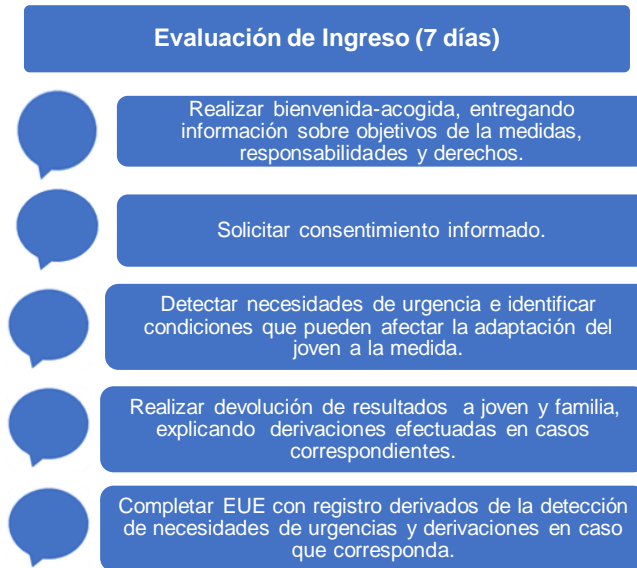 Evaluación de Ingreso (7 días)
Realizar bienvenida-acogida, entregando
información sobre objetivos de la medidas,
responsabilidades y derechos.
Solicitar consentimiento informado.
Detectar necesidades de urgencia e identificar
condiciones que pueden afectar la adaptación del
joven a la medida.
Realizar devolución de resultados a joven y familia,
explicando derivaciones efectuadas en casos
correspondientes.
Completar EUE con registro derivados de la detección
de necesidades de urgencias y derivaciones en caso
que corresponda.